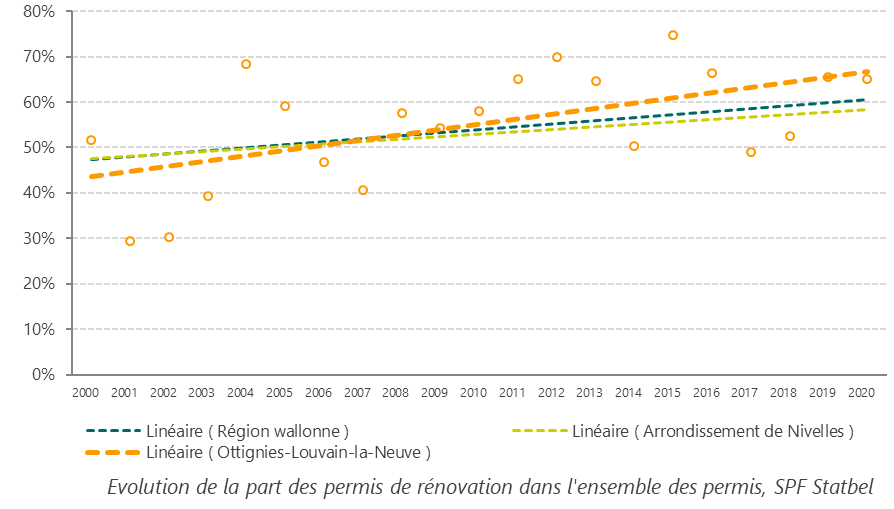 80%
70%
60%
50%
40%
30%
20%
10%
0%
2000 2001 2002 2003 2004 2005 2006 2007 2008 2009 2010 2011 2012 2013 2014 2015 2016 2017 2018 2019 2020
Linéaire ( Région wallonne ) Linéaire ( Arrondissement de Nivelles )
Linéaire ( Ottignies-Louvain-la-Neuve )
Evolution de la part des permis de rénovation dans l'ensemble des permis, SPF Statbel